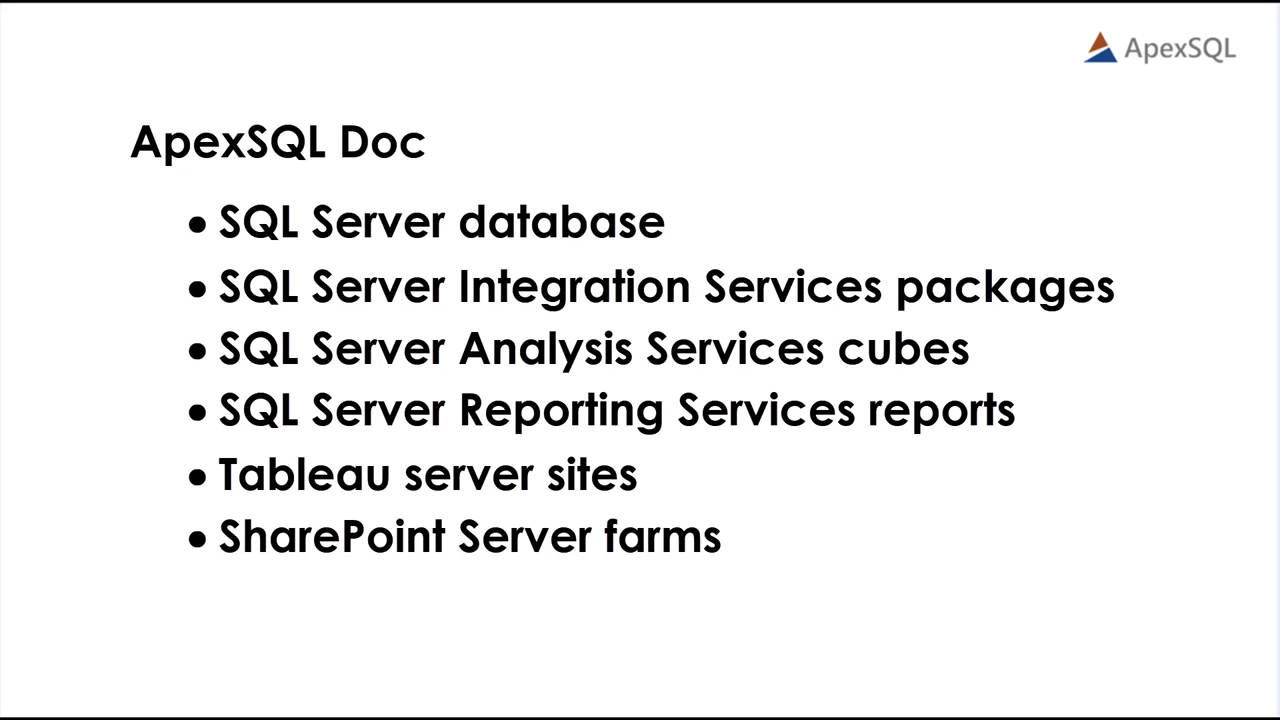 ApexSQL
ApexSQL Doc
• SQL Server database
• SQL Server Integration Services packages
• SQL Server Analysis Services cubes
• SQL Server Reporting Services reports
• Tableau server sites
• SharePoint Server farms